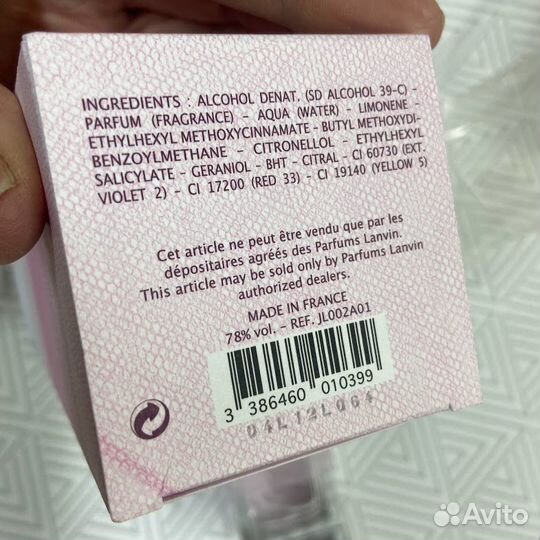 INGREDIENTS : ALCOHOL DENAT. (SD ALCOHOL 39-C) –
PARFUM (FRAGRANCE) – AQUA (WATER) – LIMONENE –
ETHYLHEXYL METHOXYCINNAMATE – BUTYL METHOXYDI-
BENZOYLMETHANE – CITRONELLOL – ETHYLHEXYL
SALICYLATE – GERANIOL – BHT – CITRAL – CI 60730 (EXT.
VIOLET 2) – CI 17200 (RED 33) – CI 19140 (YELLOW 5)
Cet article ne peut être vendu que par les
dépositaires agréés des Parfums Lanvin.
This article may be sold only by Parfums Lanvin
authorized dealers.
MADE IN FRANCE
78% vol. – REF. JL002A01
3 386460 010399
04L12L064
Avito